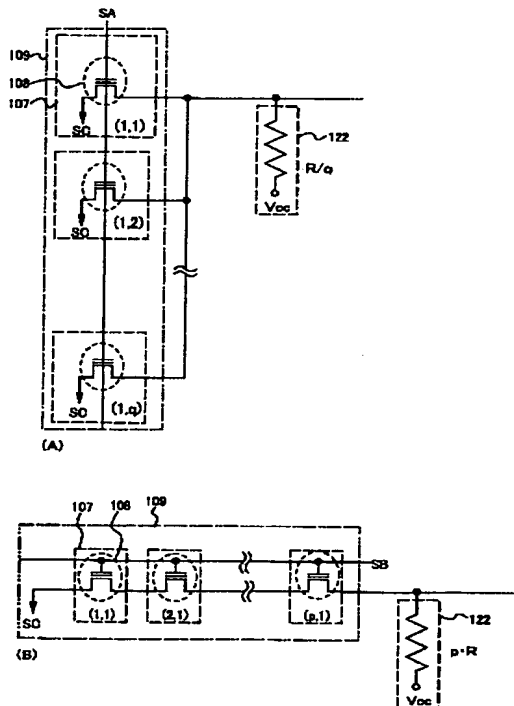 SA
109
108
107
SC
(1,1)
122
R/q
Vcc
SC
(1,2)
SC
(1,q)
(A)
107
108
109
SB
SC
(1,1)
(2,1)
(p,1)
122
(B)
p·R
Vcc